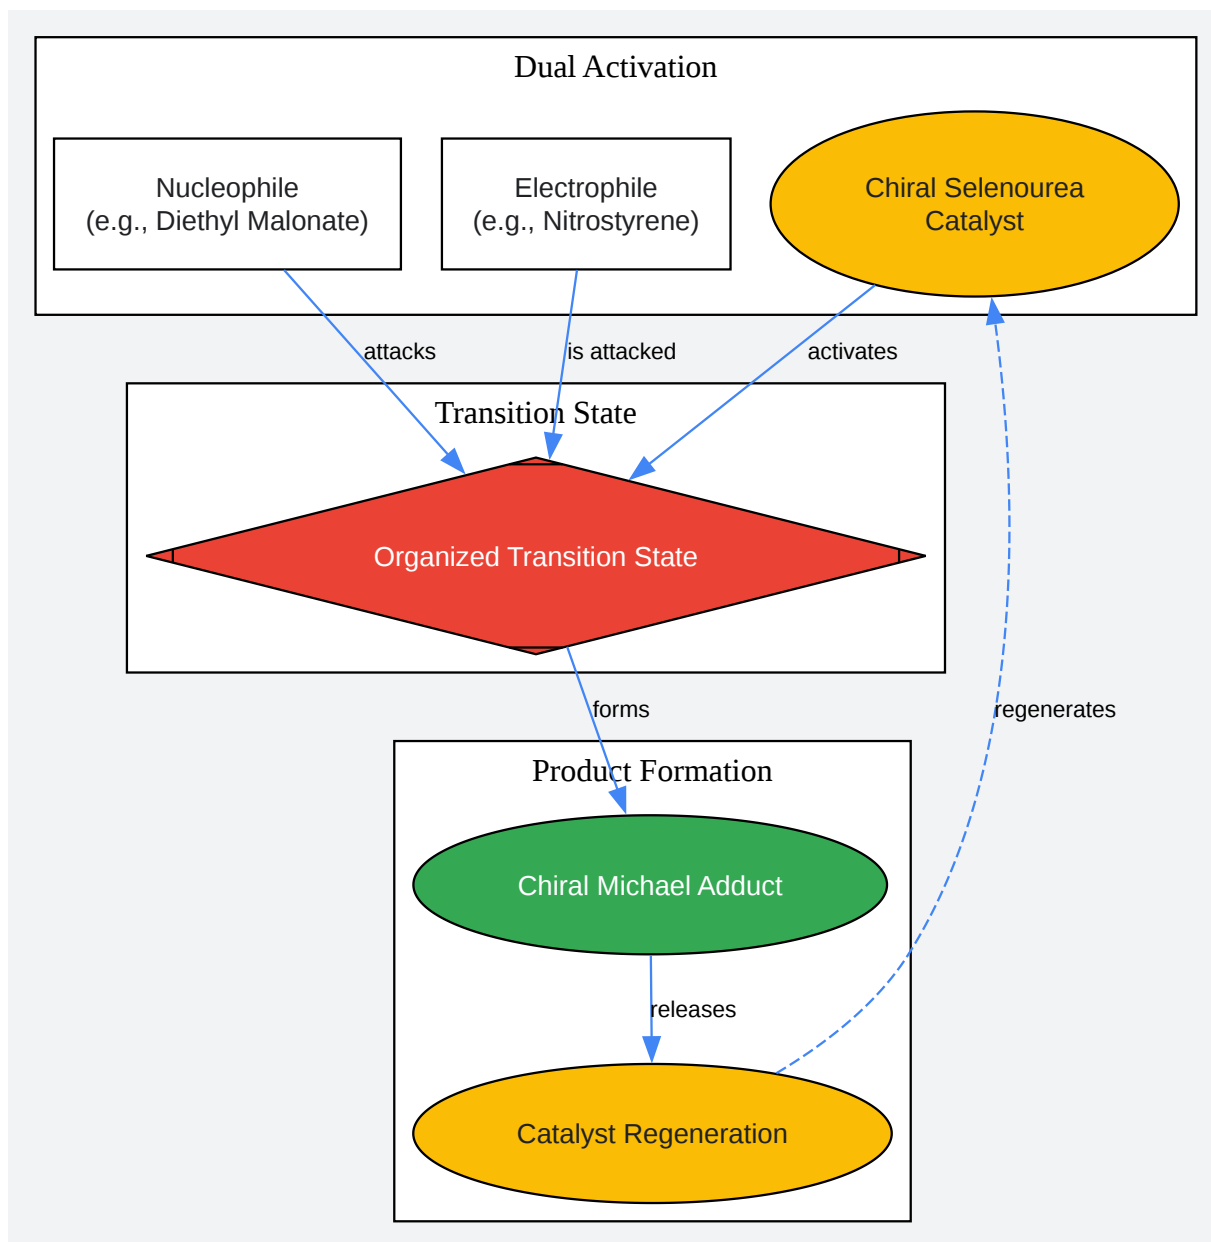 Dual Activation
Nucleophile
(e.g., Diethyl Malonate)
Electrophile
(e.g., Nitrostyrene)
Chiral Selenourea
Catalyst
attacks
is attacked
activates
Transition State
Organized Transition State
forms
regenerates
Product Formation
Chiral Michael Adduct
releases
Catalyst Regeneration